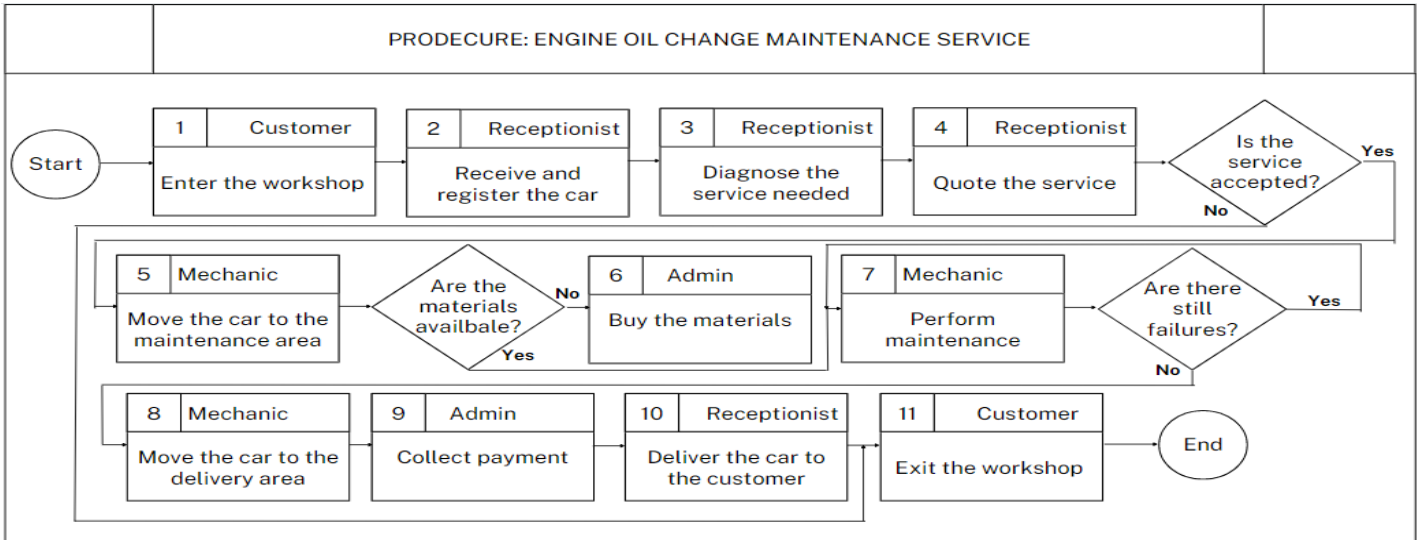 PRODECURE: ENGINE OIL CHANGE MAINTENANCE SERVICE
Start
1 Customer
Enter the workshop
2 Receptionist
Receive and
register the car
3 Receptionist
Diagnose the
service needed
4 Receptionist
Quote the service
Is the
service
accepted?
Yes
No
5 Mechanic
Move the car to the
maintenance area
Are the
materials
availbale?
No
Yes
6 Admin
Buy the materials
7 Mechanic
Perform
maintenance
Are there
still
failures?
Yes
No
8 Mechanic
Move the car to the
delivery area
9 Admin
Collect payment
10 Receptionist
Deliver the car to
the customer
11 Customer
Exit the workshop
End